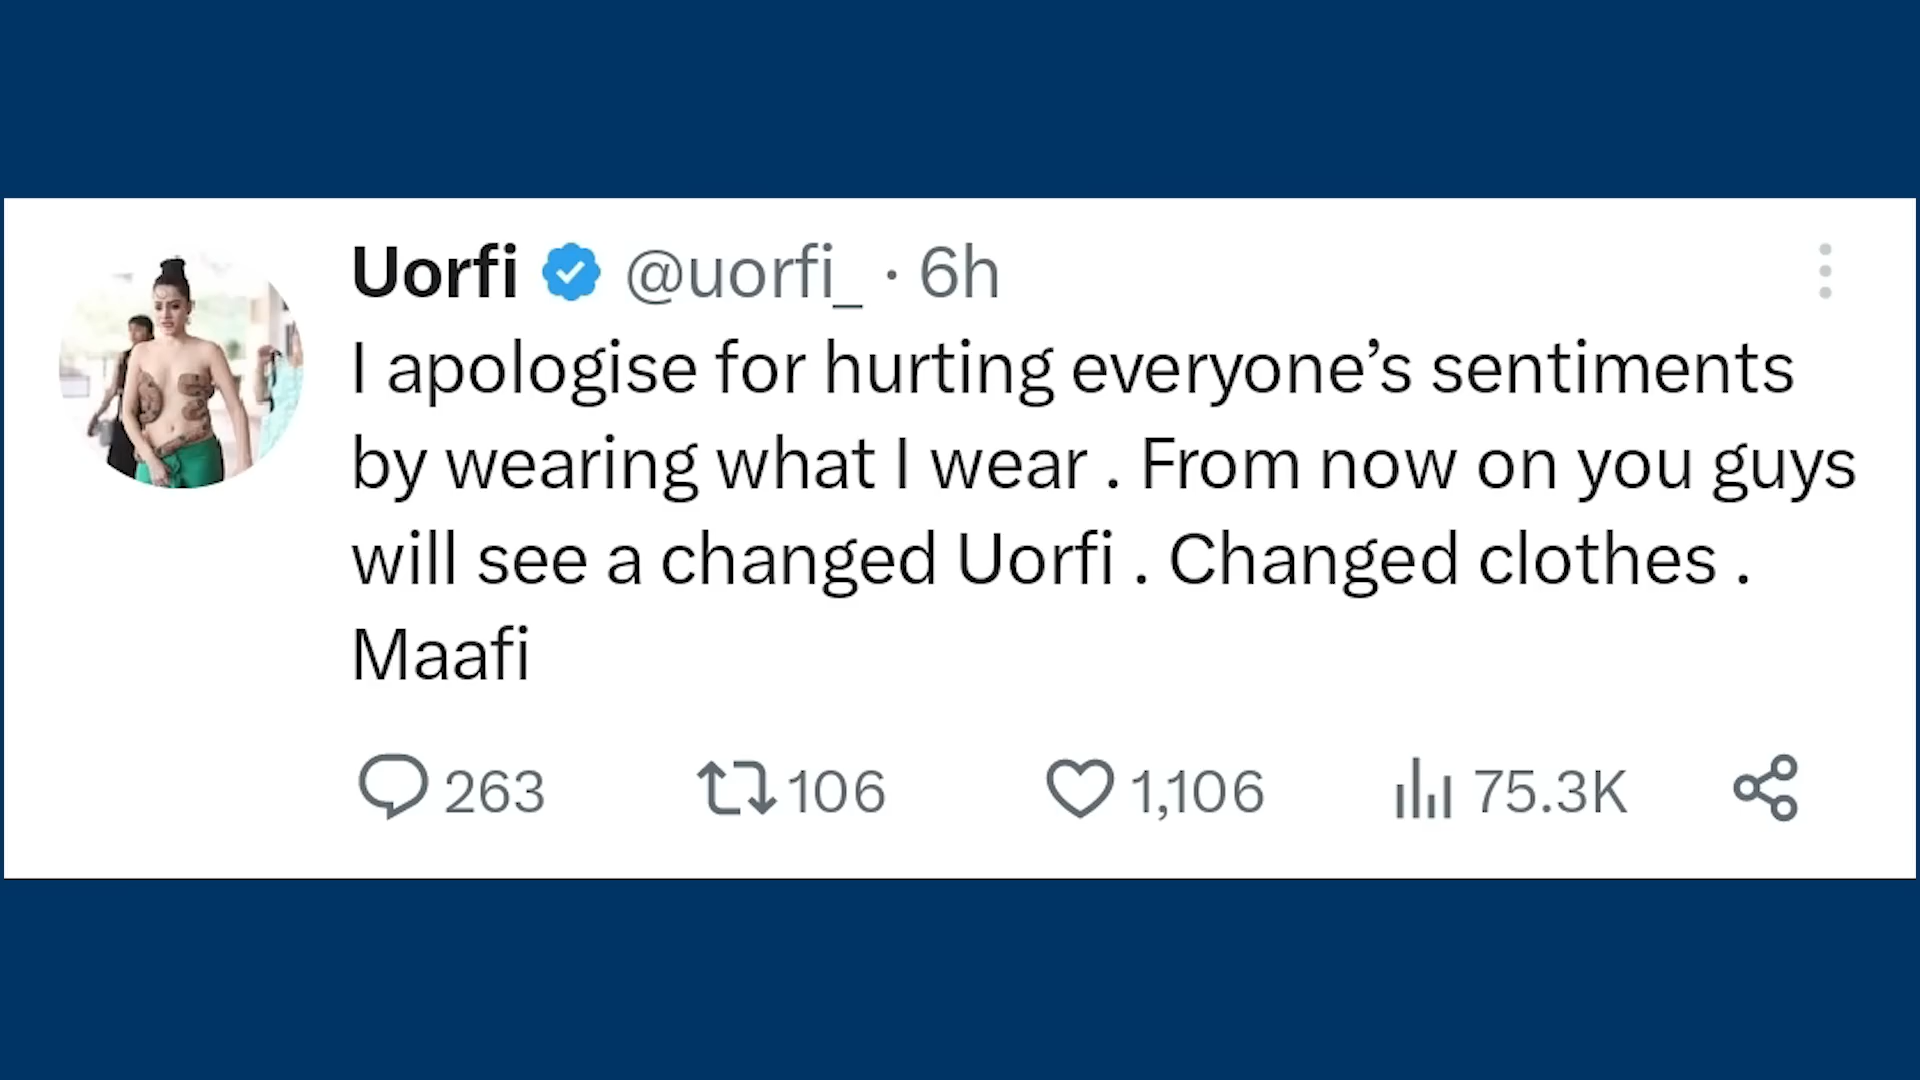 Uorfi @uorfi_ · 6h
I apologise for hurting everyone’s sentiments
by wearing what I wear . From now on you guys
will see a changed Uorfi . Changed clothes .
Maafi
263 106 1,106 75.3K